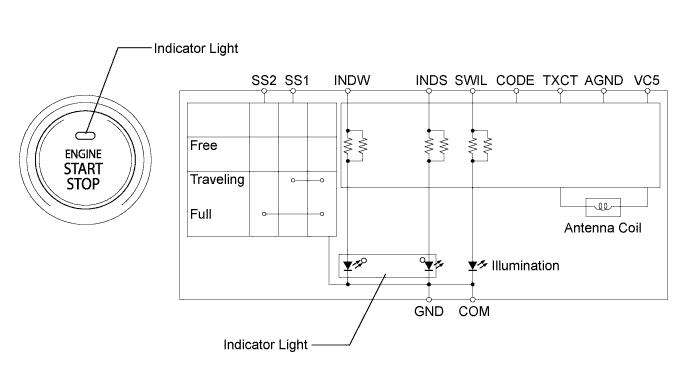 Indicator Light
SS2 SS1 INDW INDS SWIL CODE TXCT AGND VC5
ENGINE
START
STOP
Free
Traveling
Full
Antenna Coil
Illumination
GND COM
Indicator Light